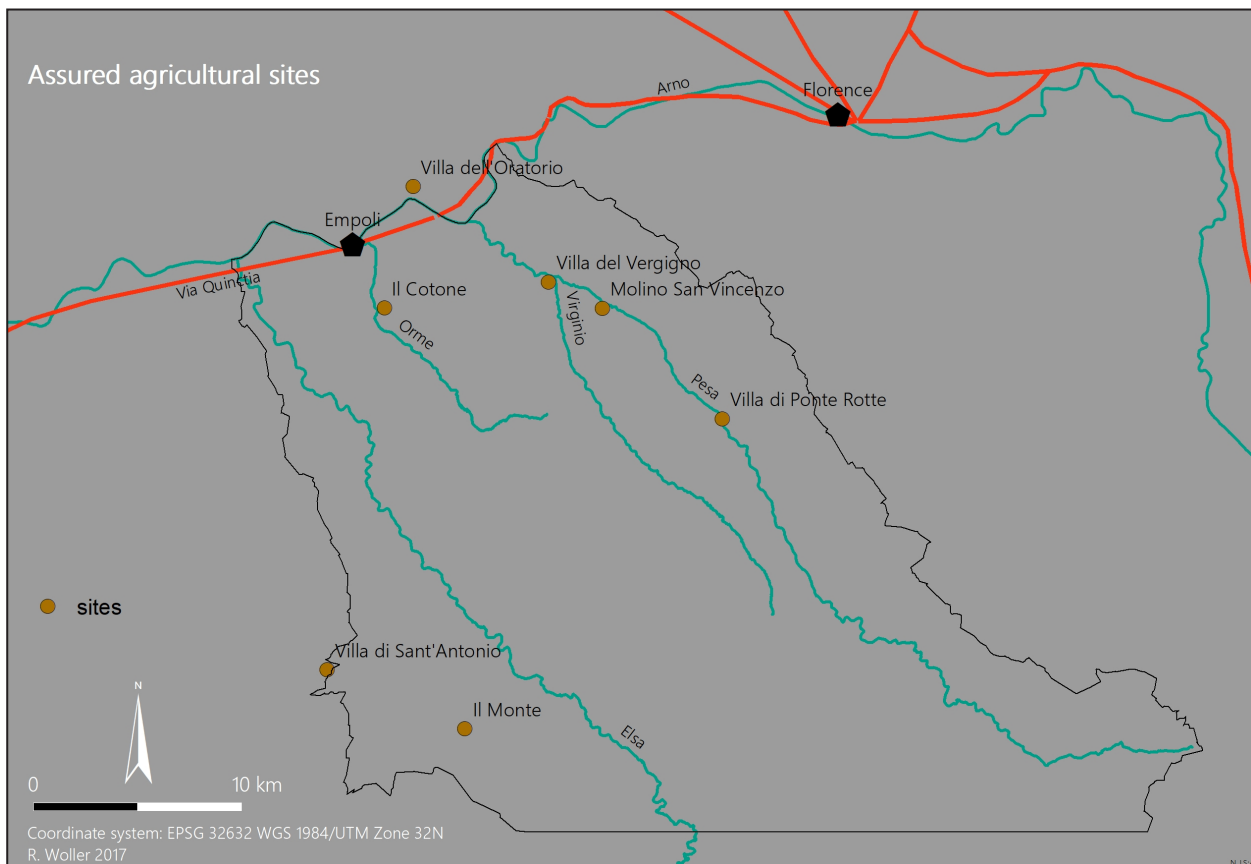 Assured agricultural sites
Arno
Florence
Villa dell'Oratorio
Empoli
Via Quinctia
Villa del Vergigno
Il Cotone
Molino San Vincenzo
Virginio
Orme
Pesa
Villa di Ponte Rotte
sites
Villa di Sant'Antonio
N
Il Monte
Elsa
0 10 km
Coordinate system: EPSG 32632 WGS 1984/UTM Zone 32N
R. Woller 2017